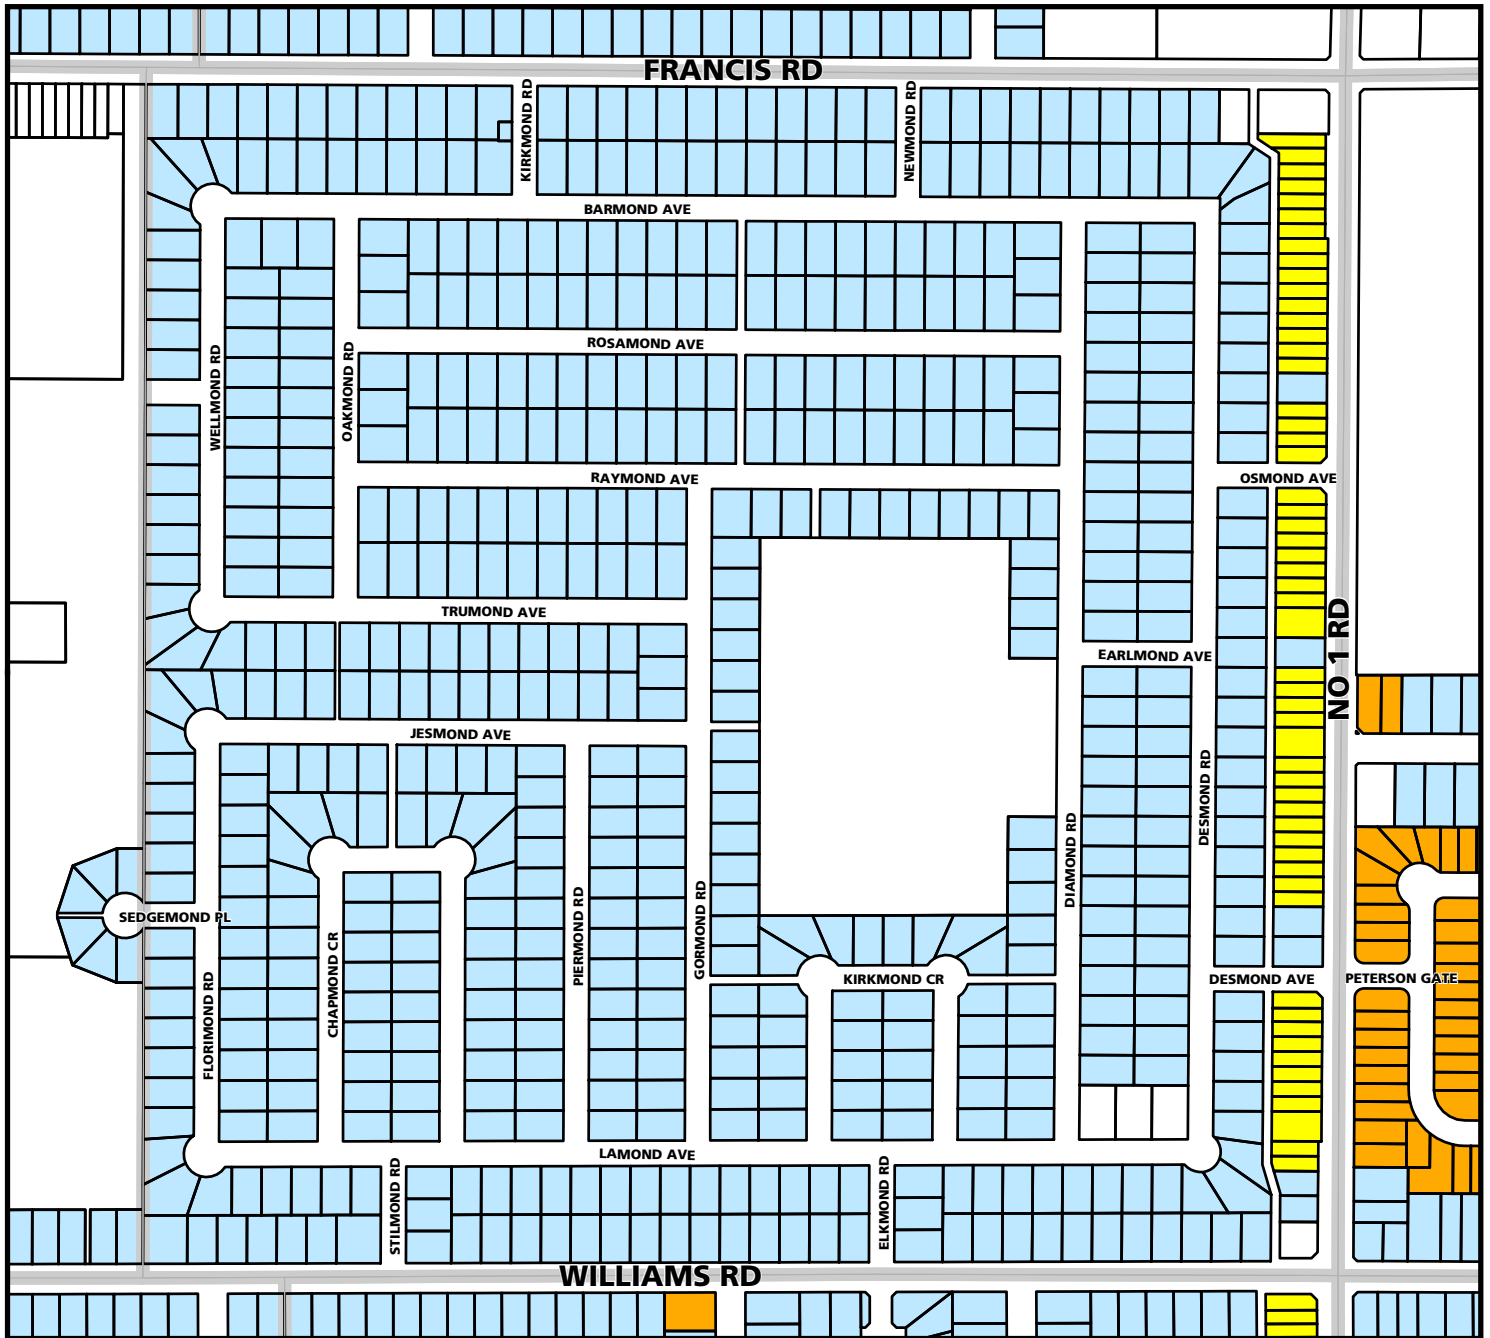 FRANCIS RD
KIRKMOND RD
NEWMOND RD
BARMOND AVE
ROSAMOND AVE
WELLMOND RD
OAKMOND RD
RAYMOND AVE
OSMOND AVE
TRUMOND AVE
NO 1 RD
EARLMOND AVE
JESMOND AVE
DESMOND RD
DIAMOND RD
SEDGEMOND PL
PIERMOND RD
GORMOND RD
CHAPMOND CR
FLORIMOND RD
KIRKMOND CR
DESMOND AVE
PETERSON GATE
LAMOND AVE
STILMOND RD
ELKMOND RD
WILLIAMS RD